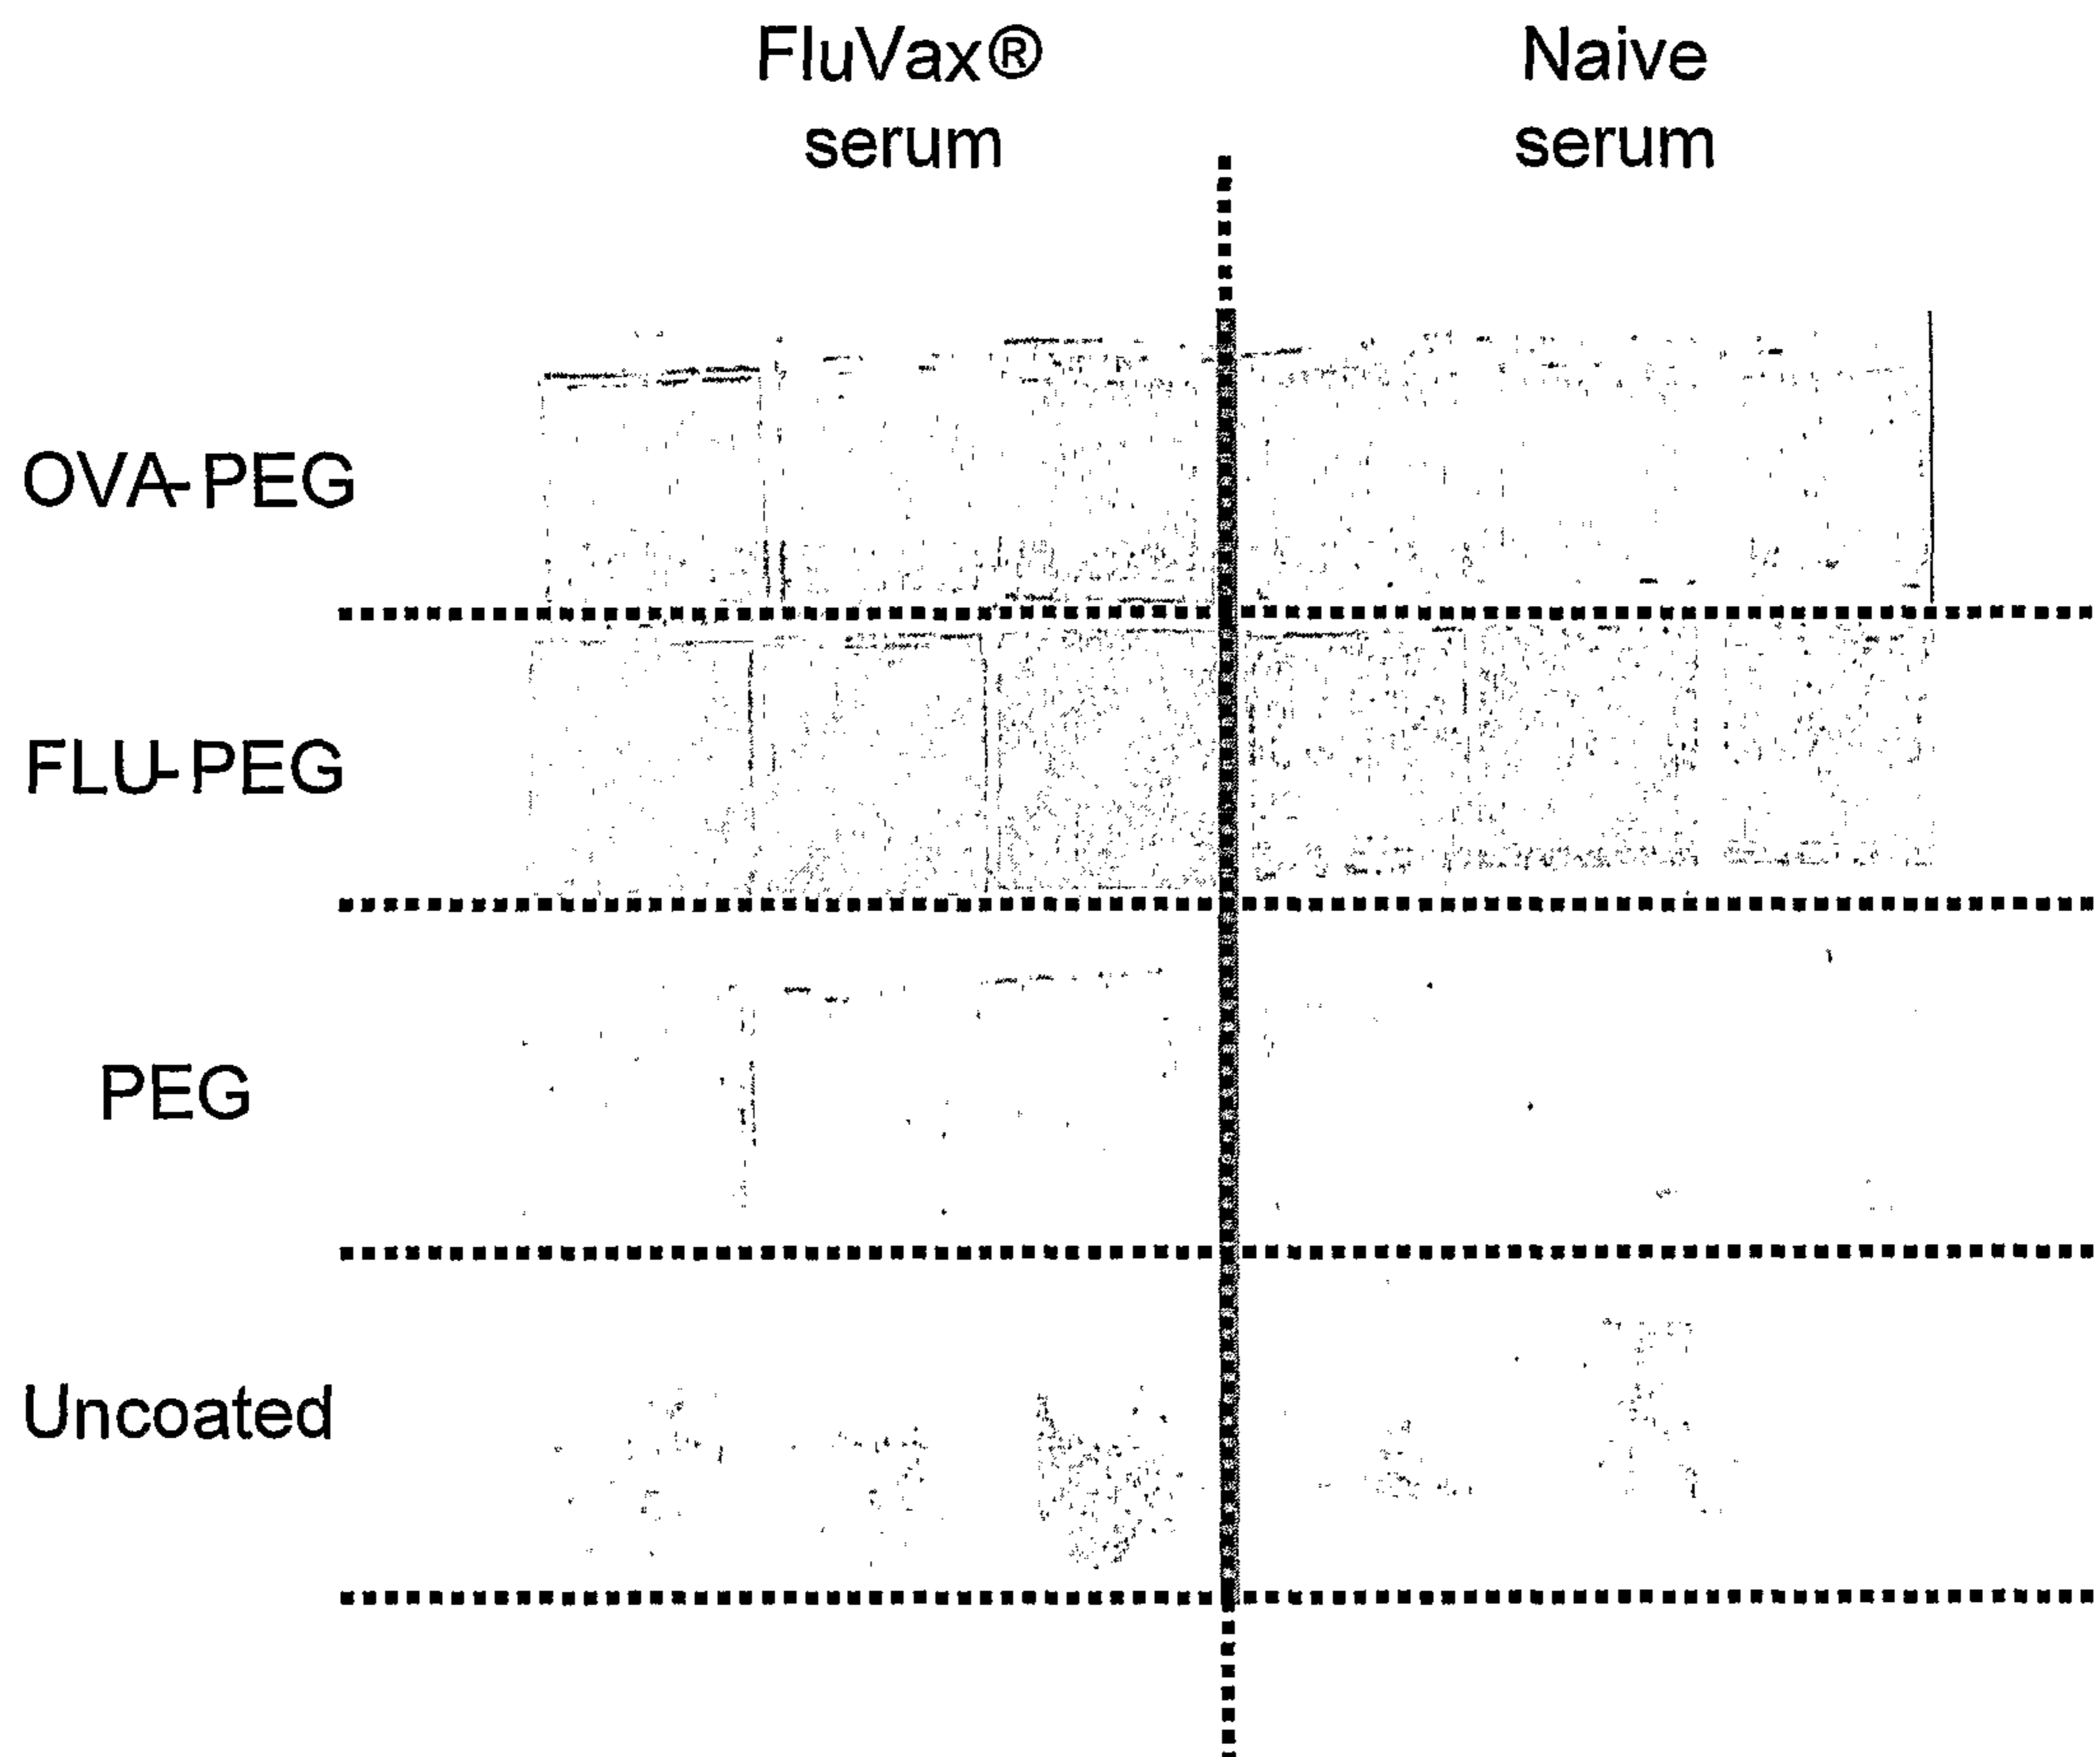 FluVax®
serum
Naive
serum
OVA-PEG
FLU-PEG
PEG
Uncoated